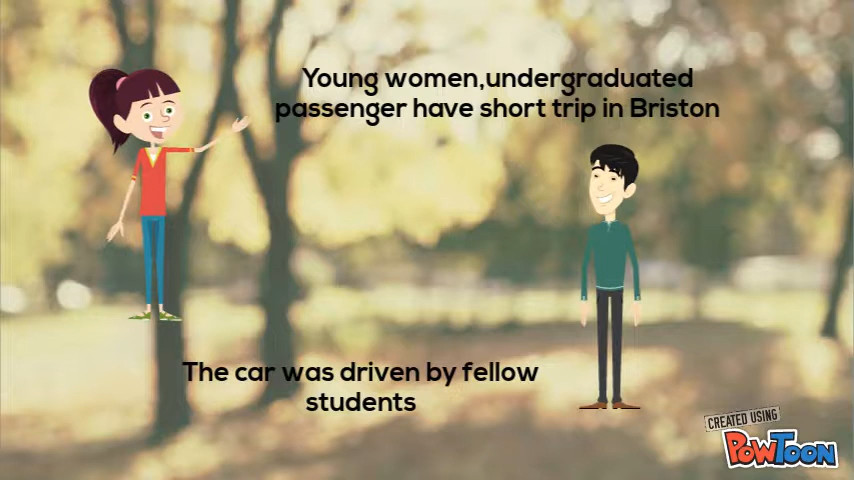 Young women,undergraduated
passenger have short trip in Briston
The car was driven by fellow
students
CREATED USING
POWTOON